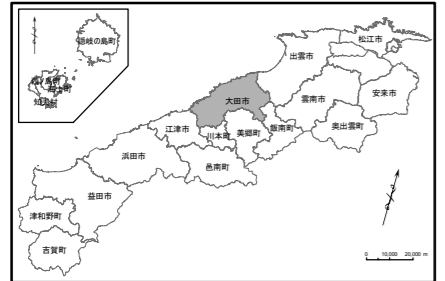 隠岐の島町
海士町
知夫村
松江市
出雲市
安来市
大田市
雲南市
奥出雲町
飯南町
美郷町
川本町
江津市
邑南町
浜田市
益田市
津和野町
吉賀町
0 10,000 20,000 m